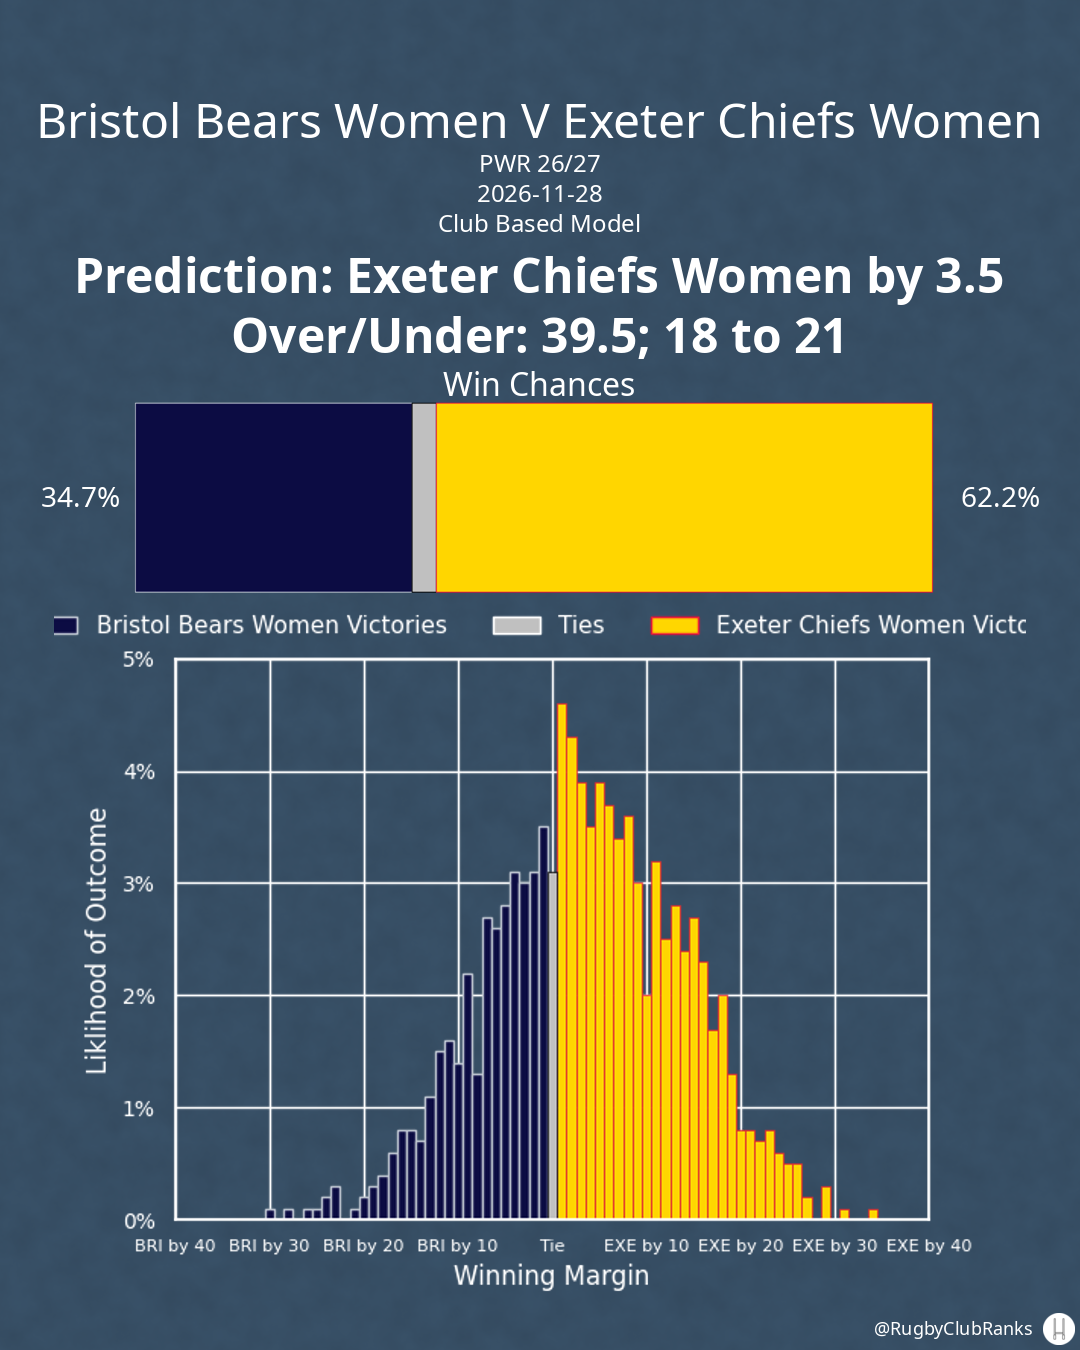 Bristol Bears Women V Exeter Chiefs Women
PWR 26/27
2026-11-28
Club Based Model
Prediction: Exeter Chiefs Women by 3.5
Over/Under: 39.5; 18 to 21
Win Chances
34.7%
62.2%
Bristol Bears Women Victories
Ties
Exeter Chiefs Women Victo
5%
4%
3%
2%
1%
0%
Liklihood of Outcome
BRI by 40 BRI by 30 BRI by 20 BRI by 10 Tie EXE by 10 EXE by 20 EXE by 30 EXE by 40
Winning Margin
@RugbyClubRanks